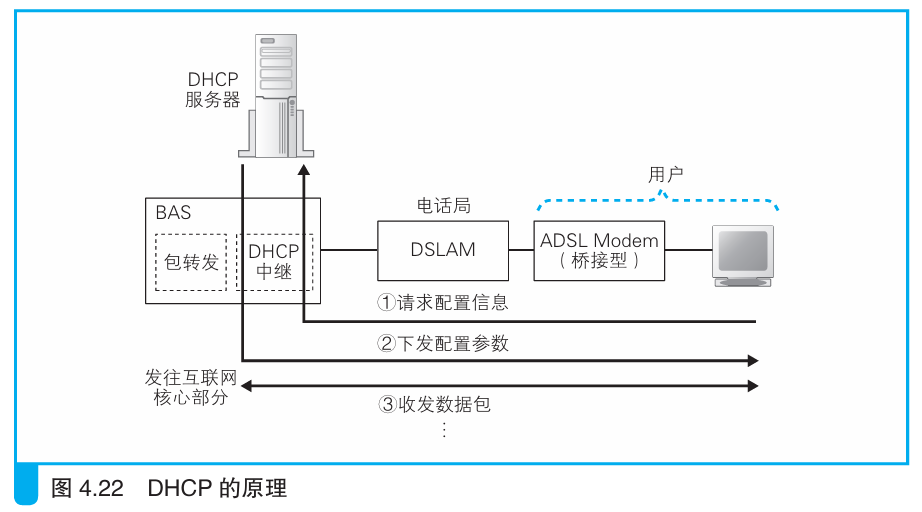 DHCP
服务器
用户
BAS
电话局
包转发
DHCP
中继
DSLAM
ADSL Modem
（桥接型）
①请求配置信息
②下发配置参数
发往互联网
核心部分
③收发数据包
⋮
图 4.22 DHCP 的原理